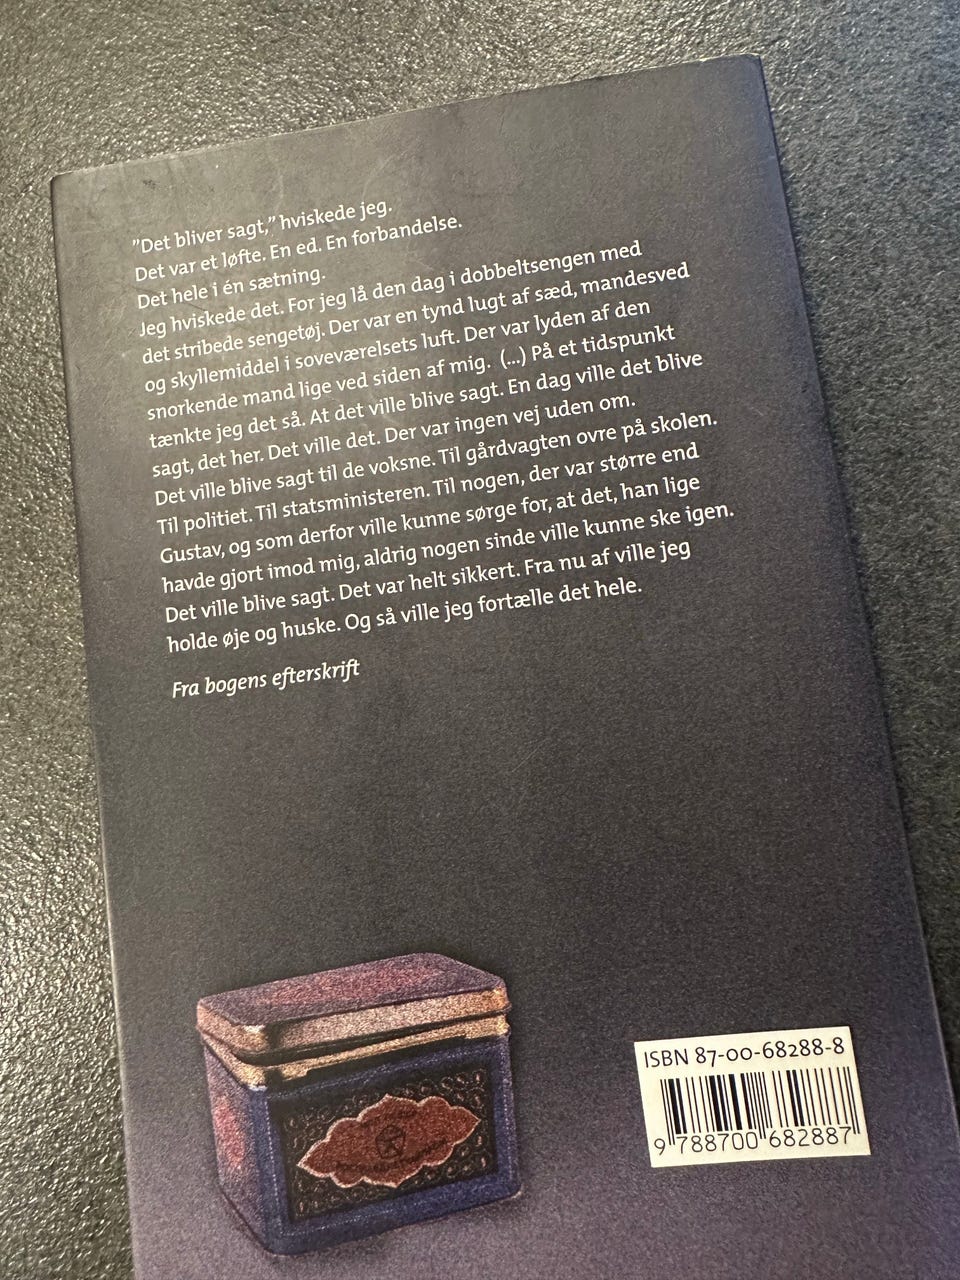 ”Det bliver sagt,” hviskede jeg.
Det var et løfte. En ed. En forbandelse.
Det hele i én sætning.
Jeg hviskede det. For jeg lå den dag i dobbeltsengen med
det stribede sengetøj. Der var en tynd lugt af sæd, mandesved
og skyllemiddel i soveværelsets luft. Der var lyden af den
snorkende mand lige ved siden af mig. (...) På et tidspunkt
tænkte jeg det så. At det ville blive sagt. En dag ville det blive
sagt, det her. Det ville det. Der var ingen vej uden om.
Det ville blive sagt til de voksne. Til gårdvagten ovre på skolen.
Til politiet. Til statsministeren. Til nogen, der var større end
Gustav, og som derfor ville kunne sørge for, at det, han lige
havde gjort imod mig, aldrig nogen sinde ville kunne ske igen.
Det ville blive sagt. Det var helt sikkert. Fra nu af ville jeg
holde øje og huske. Og så ville jeg fortælle det hele.
Fra bogens efterskrift
ISBN 87-00-68288-8
9 788700 682887